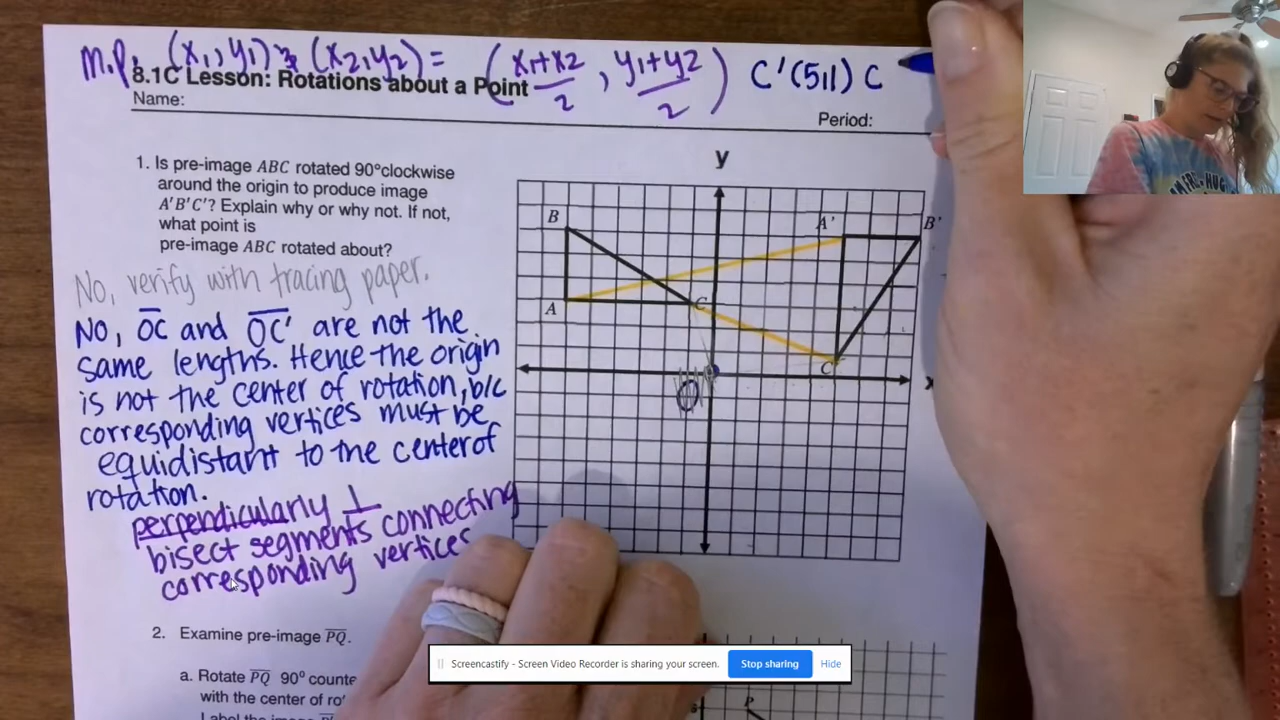 M.P. (x₁, y₁) & (x₂, y₂) = (x₁+x₂/2, y₁+y₂/2) C'(5,1) C
8.1C Lesson: Rotations about a Point
Name:
Period:
1. Is pre-image ABC rotated 90°clockwise
around the origin to produce image
A'B'C'? Explain why or why not. If not,
what point is
pre-image ABC rotated about?
No, verify with tracing paper.
No, OC and OC' are not the
same lengths. Hence the origin
is not the center of rotation, b/c
corresponding vertices must be
equidistant to the center of
rotation.
perpendicularly ⊥
bisect segments connecting
corresponding vertices
y
B
A
C
A'
B'
C'
x
O
2. Examine pre-image PQ.
a. Rotate PQ 90° counte
with the center of ro
P
Screencastify - Screen Video Recorder is sharing your screen.
Stop sharing
Hide